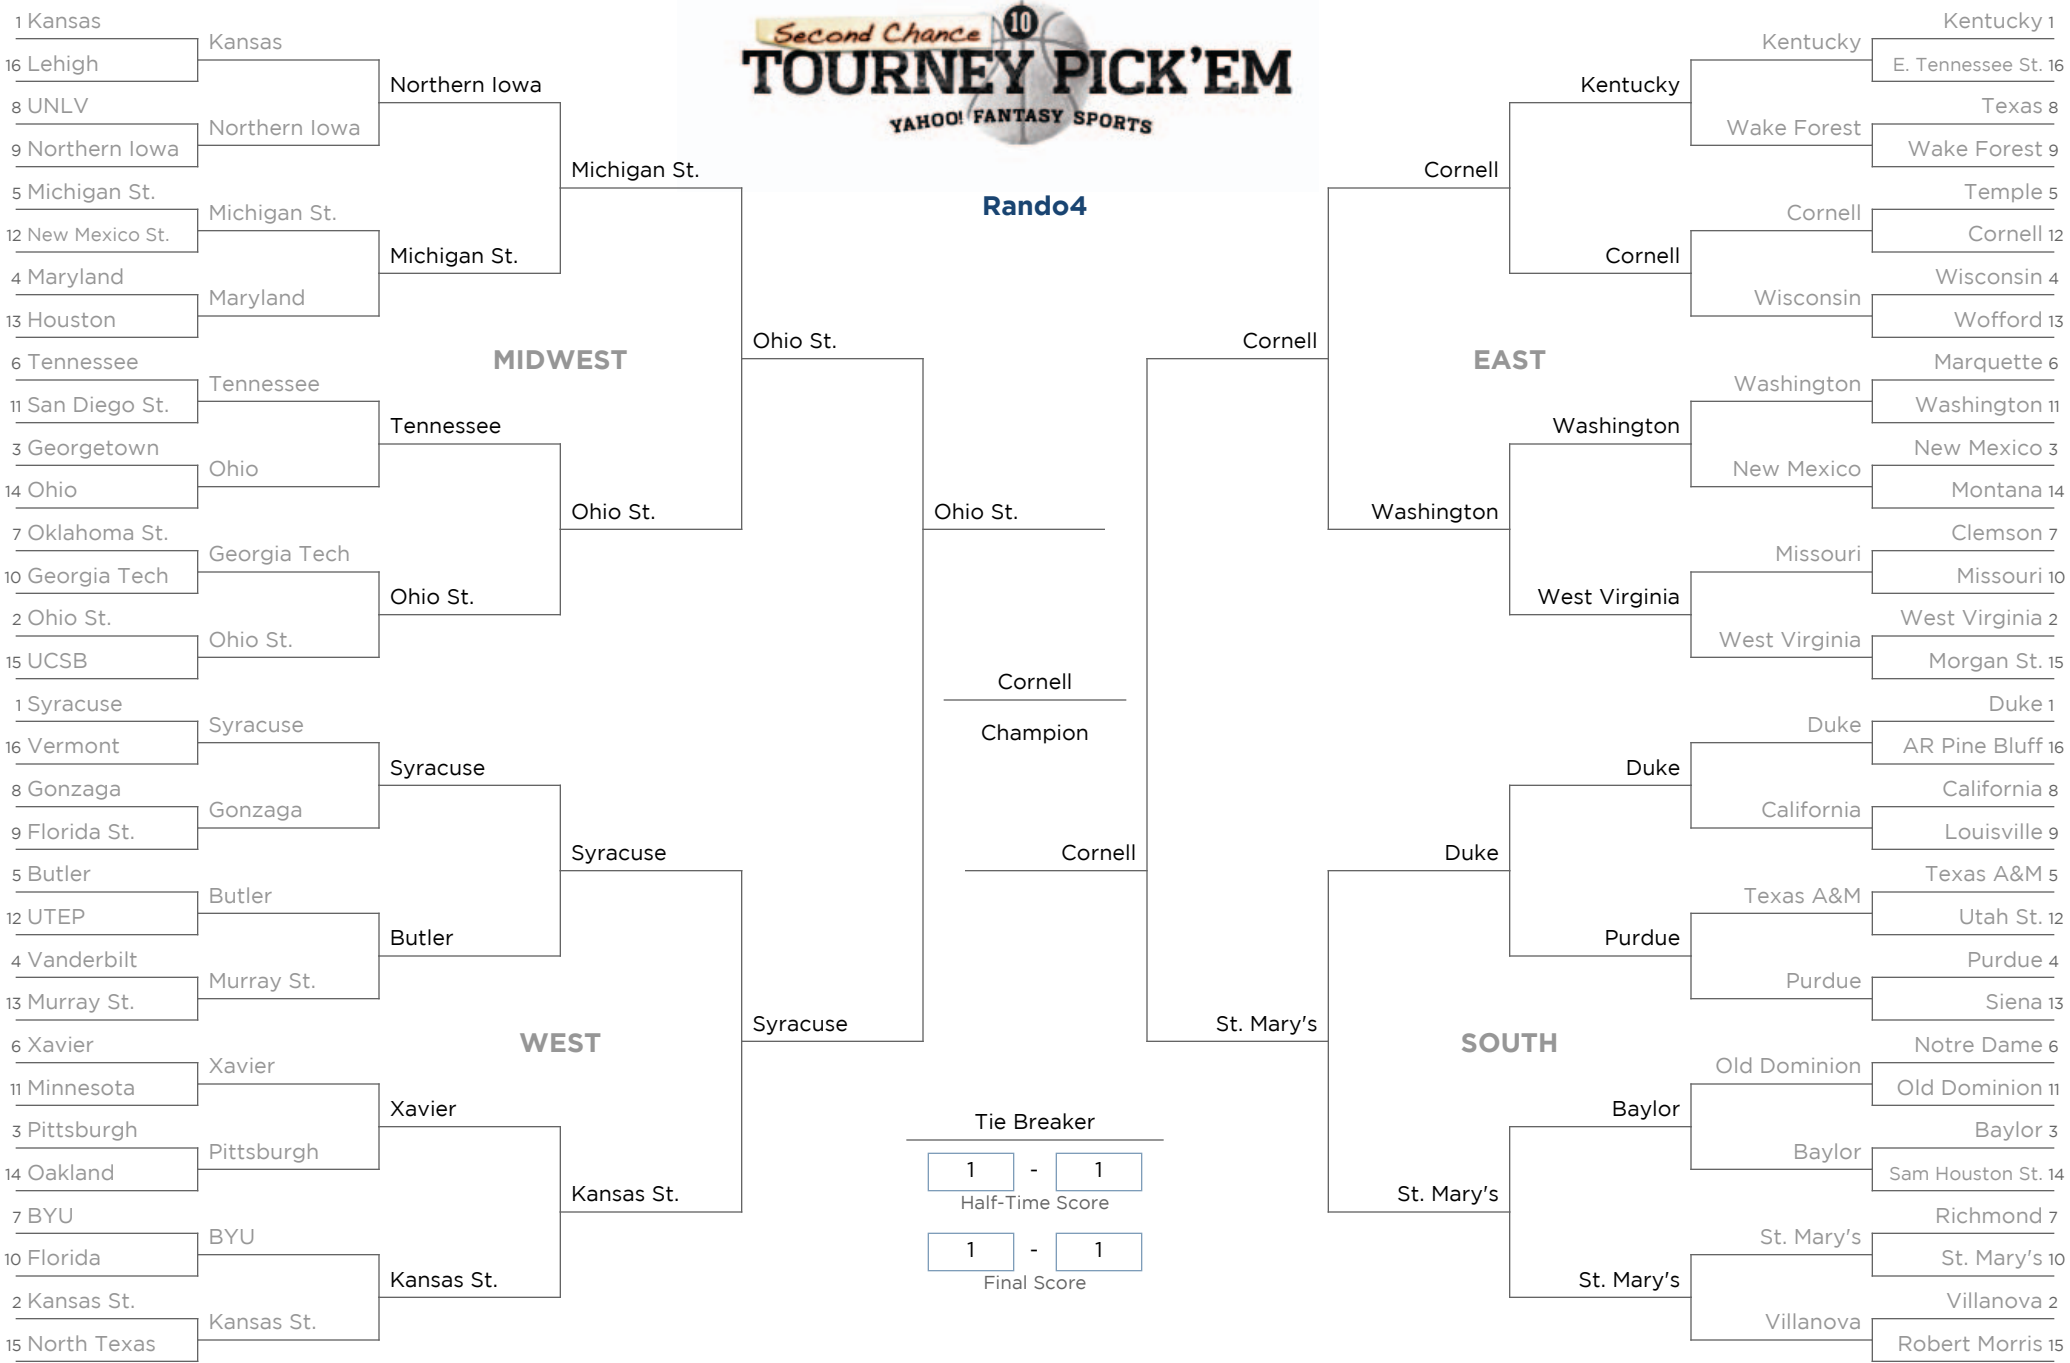 Second Chance 10
TOURNEY PICK'EM
YAHOO! FANTASY SPORTS
Rando4
1 Kansas
16 Lehigh
8 UNLV
9 Northern Iowa
5 Michigan St.
12 New Mexico St.
4 Maryland
13 Houston
6 Tennessee
11 San Diego St.
3 Georgetown
14 Ohio
7 Oklahoma St.
10 Georgia Tech
2 Ohio St.
15 UCSB
Kansas
Northern Iowa
Michigan St.
Maryland
Tennessee
Ohio
Georgia Tech
Ohio St.
Northern Iowa
Michigan St.
Tennessee
Ohio St.
Michigan St.
Ohio St.
MIDWEST
Ohio St.
1 Syracuse
16 Vermont
8 Gonzaga
9 Florida St.
5 Butler
12 UTEP
4 Vanderbilt
13 Murray St.
6 Xavier
11 Minnesota
3 Pittsburgh
14 Oakland
7 BYU
10 Florida
2 Kansas St.
15 North Texas
Syracuse
Gonzaga
Butler
Murray St.
Xavier
Pittsburgh
BYU
Kansas St.
Syracuse
Butler
Xavier
Kansas St.
Syracuse
Kansas St.
WEST
Syracuse
Ohio St.
Cornell
Champion
Cornell
Tie Breaker
1 - 1
Half-Time Score
1 - 1
Final Score
Kentucky 1
E. Tennessee St. 16
Texas 8
Wake Forest 9
Temple 5
Cornell 12
Wisconsin 4
Wofford 13
Marquette 6
Washington 11
New Mexico 3
Montana 14
Clemson 7
Missouri 10
West Virginia 2
Morgan St. 15
Kentucky
Wake Forest
Cornell
Wisconsin
Washington
New Mexico
Missouri
West Virginia
Kentucky
Cornell
Washington
West Virginia
Cornell
Washington
EAST
Cornell
Duke 1
AR Pine Bluff 16
California 8
Louisville 9
Texas A&M 5
Utah St. 12
Purdue 4
Siena 13
Notre Dame 6
Old Dominion 11
Baylor 3
Sam Houston St. 14
Richmond 7
St. Mary's 10
Villanova 2
Robert Morris 15
Duke
California
Texas A&M
Purdue
Old Dominion
Baylor
St. Mary's
Villanova
Duke
Purdue
Baylor
St. Mary's
Duke
St. Mary's
SOUTH
St. Mary's